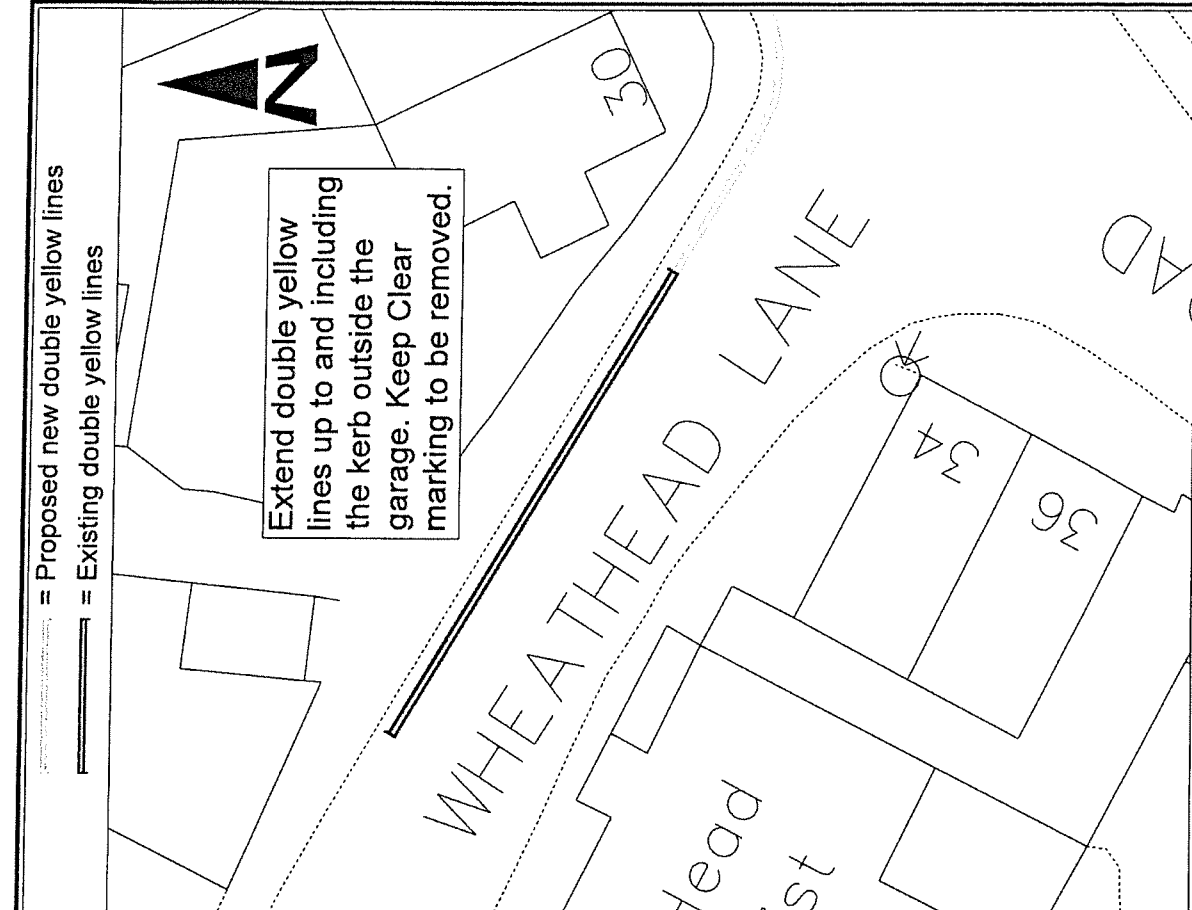 = Proposed new double yellow lines
= Existing double yellow lines
N
Extend double yellow
lines up to and including
the kerb outside the
garage. Keep Clear
marking to be removed.
30
WHEATHEAD LANE
34
36
Head